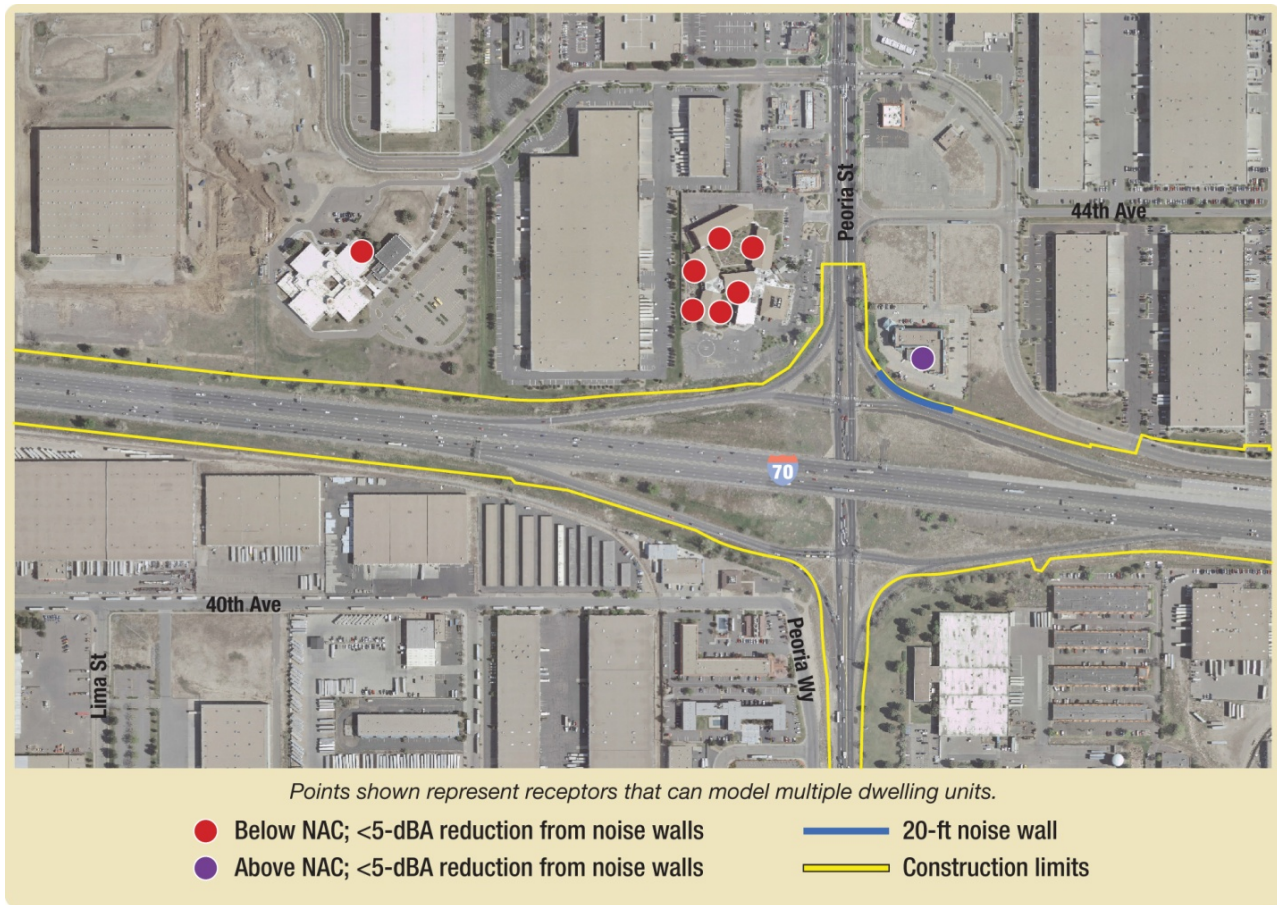 Peoria St
44th Ave
70
40th Ave
Lima St
Peoria Wy
Points shown represent receptors that can model multiple dwelling units.
Below NAC; <5-dBA reduction from noise walls
20-ft noise wall
Above NAC; <5-dBA reduction from noise walls
Construction limits